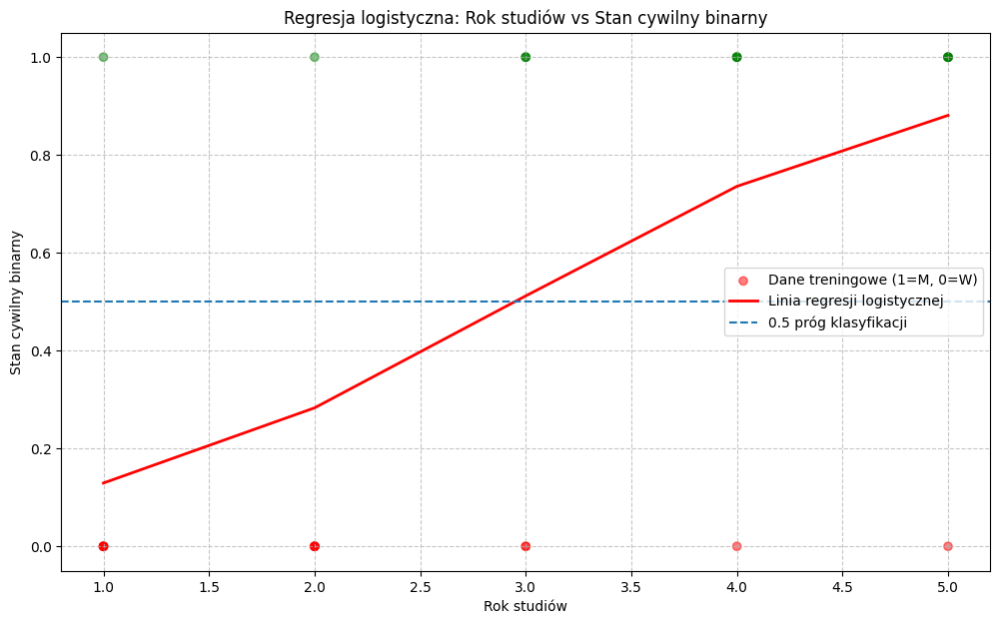 Regresja logistyczna: Rok studiów vs Stan cywilny binarny
Stan cywilny binarny
1.0
0.8
0.6
0.4
0.2
0.0
Dane treningowe (1=M, 0=W)
Linia regresji logistycznej
0.5 próg klasyfikacji
1.0 1.5 2.0 2.5 3.0 3.5 4.0 4.5 5.0
Rok studiów